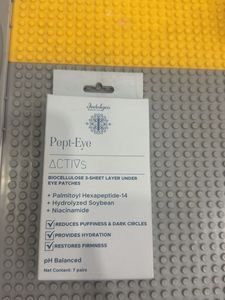 Indulgeo
Pept-Eye
ACTIVS
BIOCELLULOSE 3-SHEET LAYER UNDER
EYE PATCHES
+ Palmitoyl Hexapeptide-14
+ Hydrolyzed Soybean
+ Niacinamide
REDUCES PUFFINESS & DARK CIRCLES
PROVIDES HYDRATION
RESTORES FIRMNESS
pH Balanced
Net Content: 7 pairs